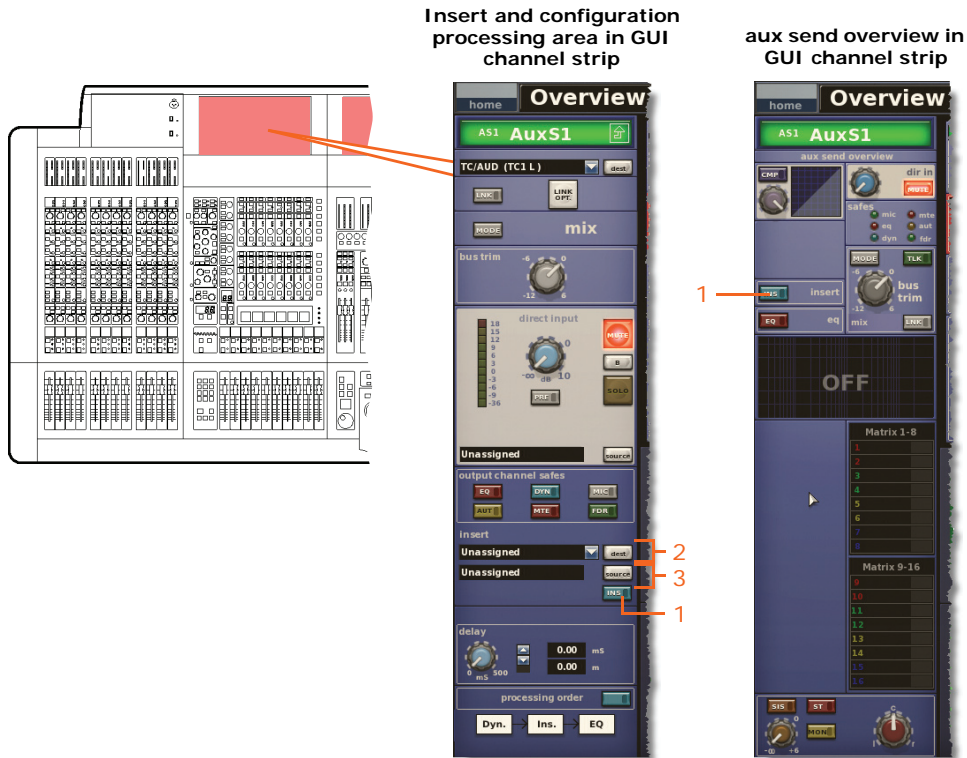 Insert and configuration
processing area in GUI
channel strip
aux send overview in
GUI channel strip
home Overview
AS1 AuxS1
TC/AUD (TC1 L) dest
LNK LINK
OPT.
MODE mix
bus trim
-6 0
-12 6
direct input
18
15
12
9
6
3
0
-3
-6
-9
-36
0
-∞ dB 10
PRE
MUTE
B
SOLO
Unassigned source
output channel safes
EQ DYN MIC
AUT MTE FDR
insert
Unassigned dest
2
Unassigned source
3
INS
1
delay
0 mS 500
0.00 mS
0.00 m
processing order
Dyn. Ins. EQ
home Overview
AS1 AuxS1
aux send overview
CMP
dir in
MUTE
safes
mic mte
eq aut
dyn fdr
MODE TLK
-6 0
-12 6
bus
trim
1
INS insert
EQ eq
mix LNK
OFF
Matrix 1-8
1
2
3
4
5
6
7
8
Matrix 9-16
9
10
11
12
13
14
15
16
SIS ST
0
-∞ +6
MON
C
l r